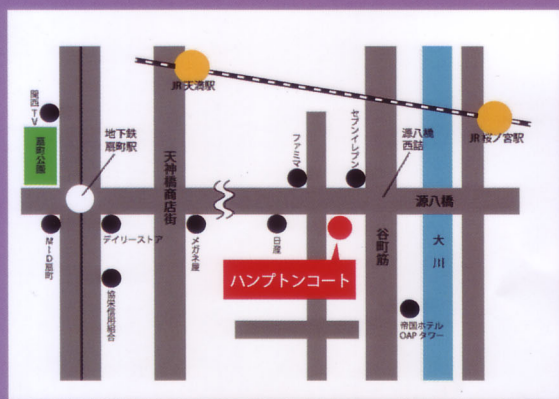 JR天満駅
関西TV
扇町公園
地下鉄
扇町駅
天神橋商店街
ファミマ
セブンイレブン
源八橋
西詰
JR桜ノ宮駅
源八橋
MID扇町
デイリーストア
メガネ屋
日産
谷町筋
大川
ハンプトンコート
協栄信用組合
帝国ホテル
OAPタワー